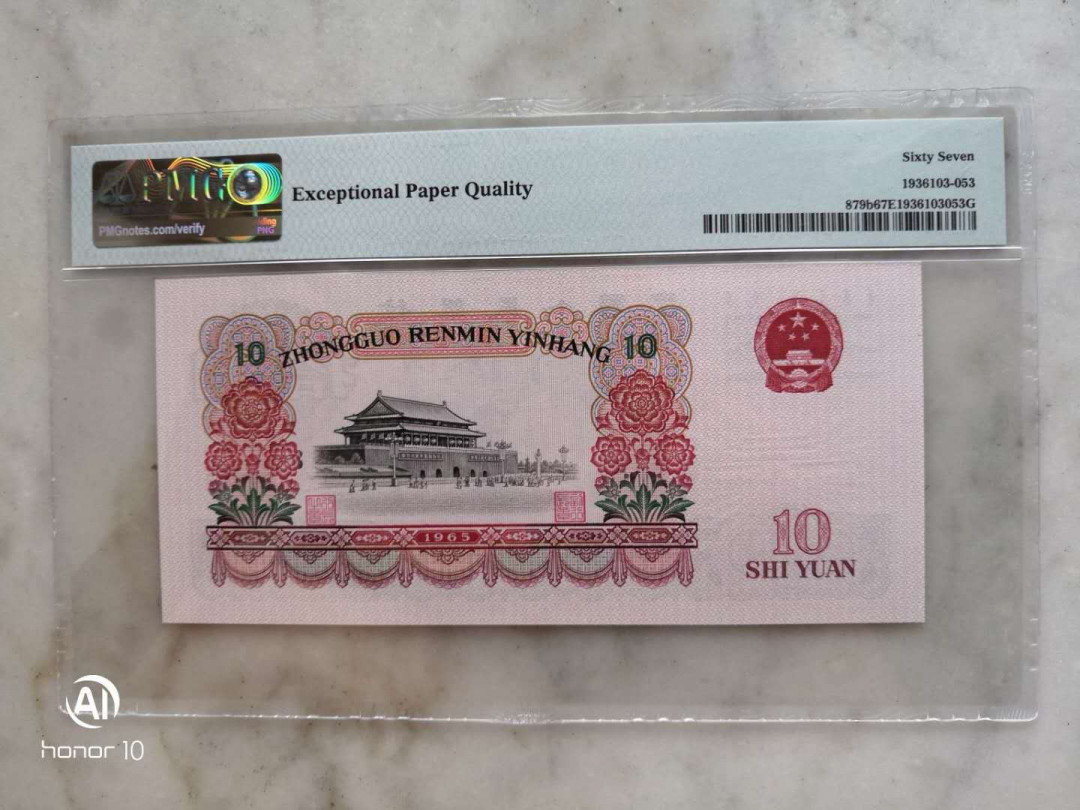 Sixty Seven
PMG
Exceptional Paper Quality
1936103-053
879b67E1936103053G
PMGnotes.com/verify
10 ZHONGGUO RENMIN YINHANG 10
1965
10
SHI YUAN
AI
honor 10